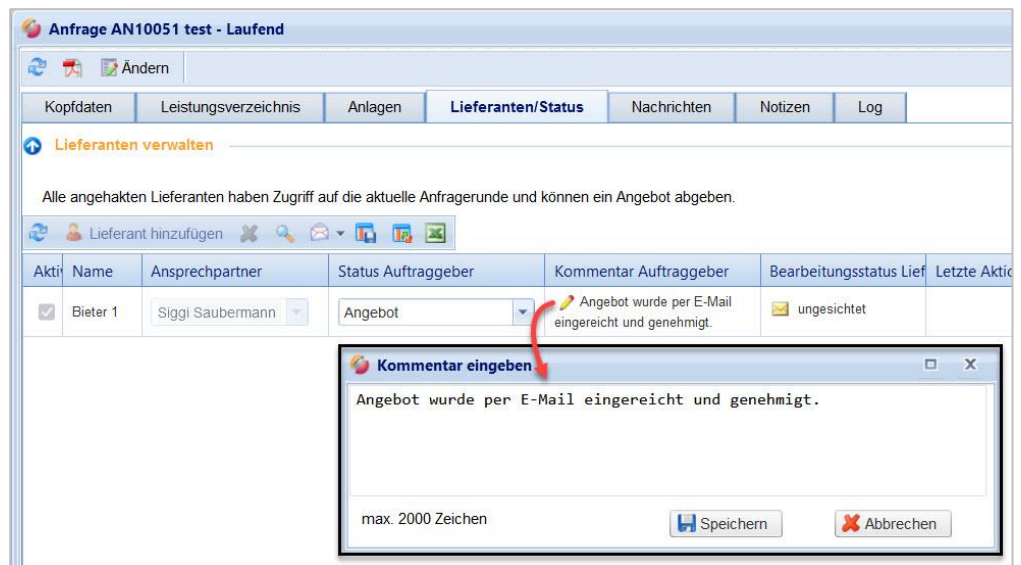 Anfrage AN10051 test - Laufend
Ändern
Kopfdaten Leistungsverzeichnis Anlagen Lieferanten/Status Nachrichten Notizen Log
Lieferanten verwalten
Alle angehakten Lieferanten haben Zugriff auf die aktuelle Anfragerunde und können ein Angebot abgeben.
Lieferant hinzufügen
Aktiv Name Ansprechpartner Status Auftraggeber Kommentar Auftraggeber Bearbeitungsstatus Lief Letzte Aktio
Bieter 1 Siggi Saubermann Angebot Angebot wurde per E-Mail ungesichtet
eingereicht und genehmigt.
Kommentar eingeben
Angebot wurde per E-Mail eingereicht und genehmigt.
max. 2000 Zeichen Speichern Abbrechen